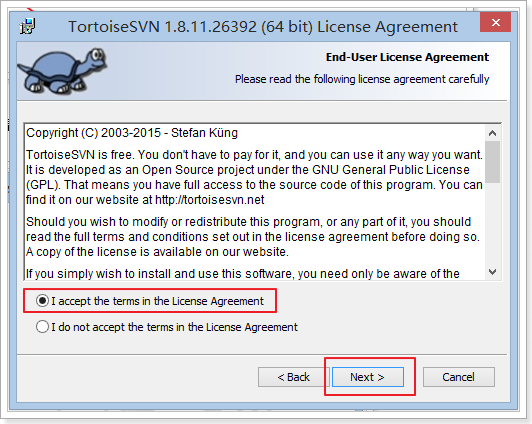 TortoiseSVN 1.8.11.26392 (64 bit) License Agreement
End-User License Agreement
Please read the following license agreement carefully
Copyright (C) 2003-2015 - Stefan Küng
TortoiseSVN is free. You don't have to pay for it, and you can use it any way you want.
It is developed as an Open Source project under the GNU General Public License
(GPL). That means you have full access to the source code of this program. You can
find it on our website at http://tortoisesvn.net
Should you wish to modify or redistribute this program, or any part of it, you should
read the full terms and conditions set out in the license agreement before doing so.
A copy of the license is available on our website.
If you simply wish to install and use this software, you need only be aware of the
I accept the terms in the License Agreement
I do not accept the terms in the License Agreement
< Back Next > Cancel